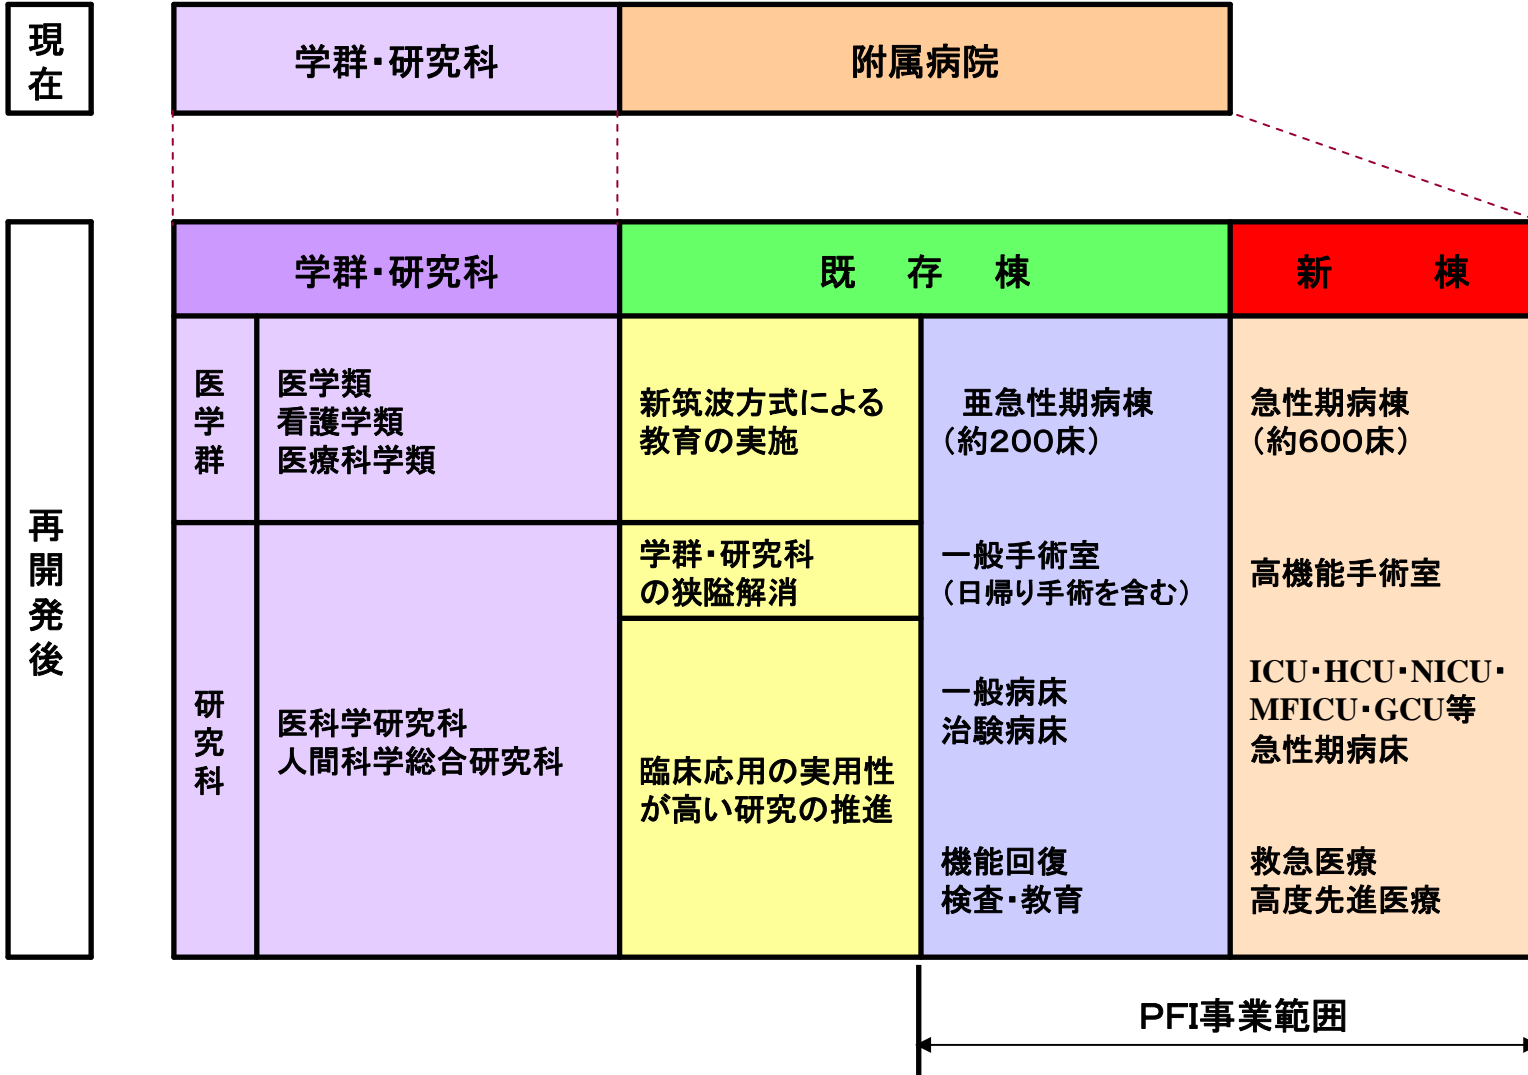 現在
学群・研究科
附属病院
再開発後
学群・研究科
既 存 棟
新 棟
医学群
医学類
看護学類
医療科学類
新筑波方式による
教育の実施
亜急性期病棟
(約200床)
急性期病棟
(約600床)
研究科
医科学研究科
人間科学総合研究科
学群・研究科
の狭隘解消
臨床応用の実用性
が高い研究の推進
一般手術室
(日帰り手術を含む)
一般病床
治験病床
機能回復
検査・教育
高機能手術室
ICU・HCU・NICU・
MFICU・GCU等
急性期病床
救急医療
高度先進医療
PFI事業範囲